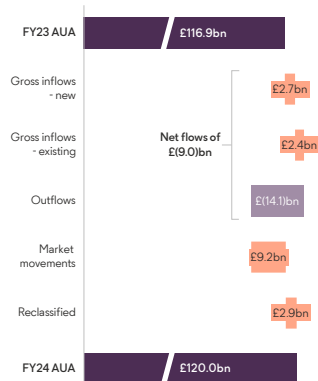 FY23 AUA
£116.9bn
Gross inflows
- new
£2.7bn
Gross inflows
- existing
Net flows of
£(9.0)bn
£2.4bn
Outflows
£(14.1)bn
Market
movements
£9.2bn
Reclassified
£2.9bn
FY24 AUA
£120.0bn